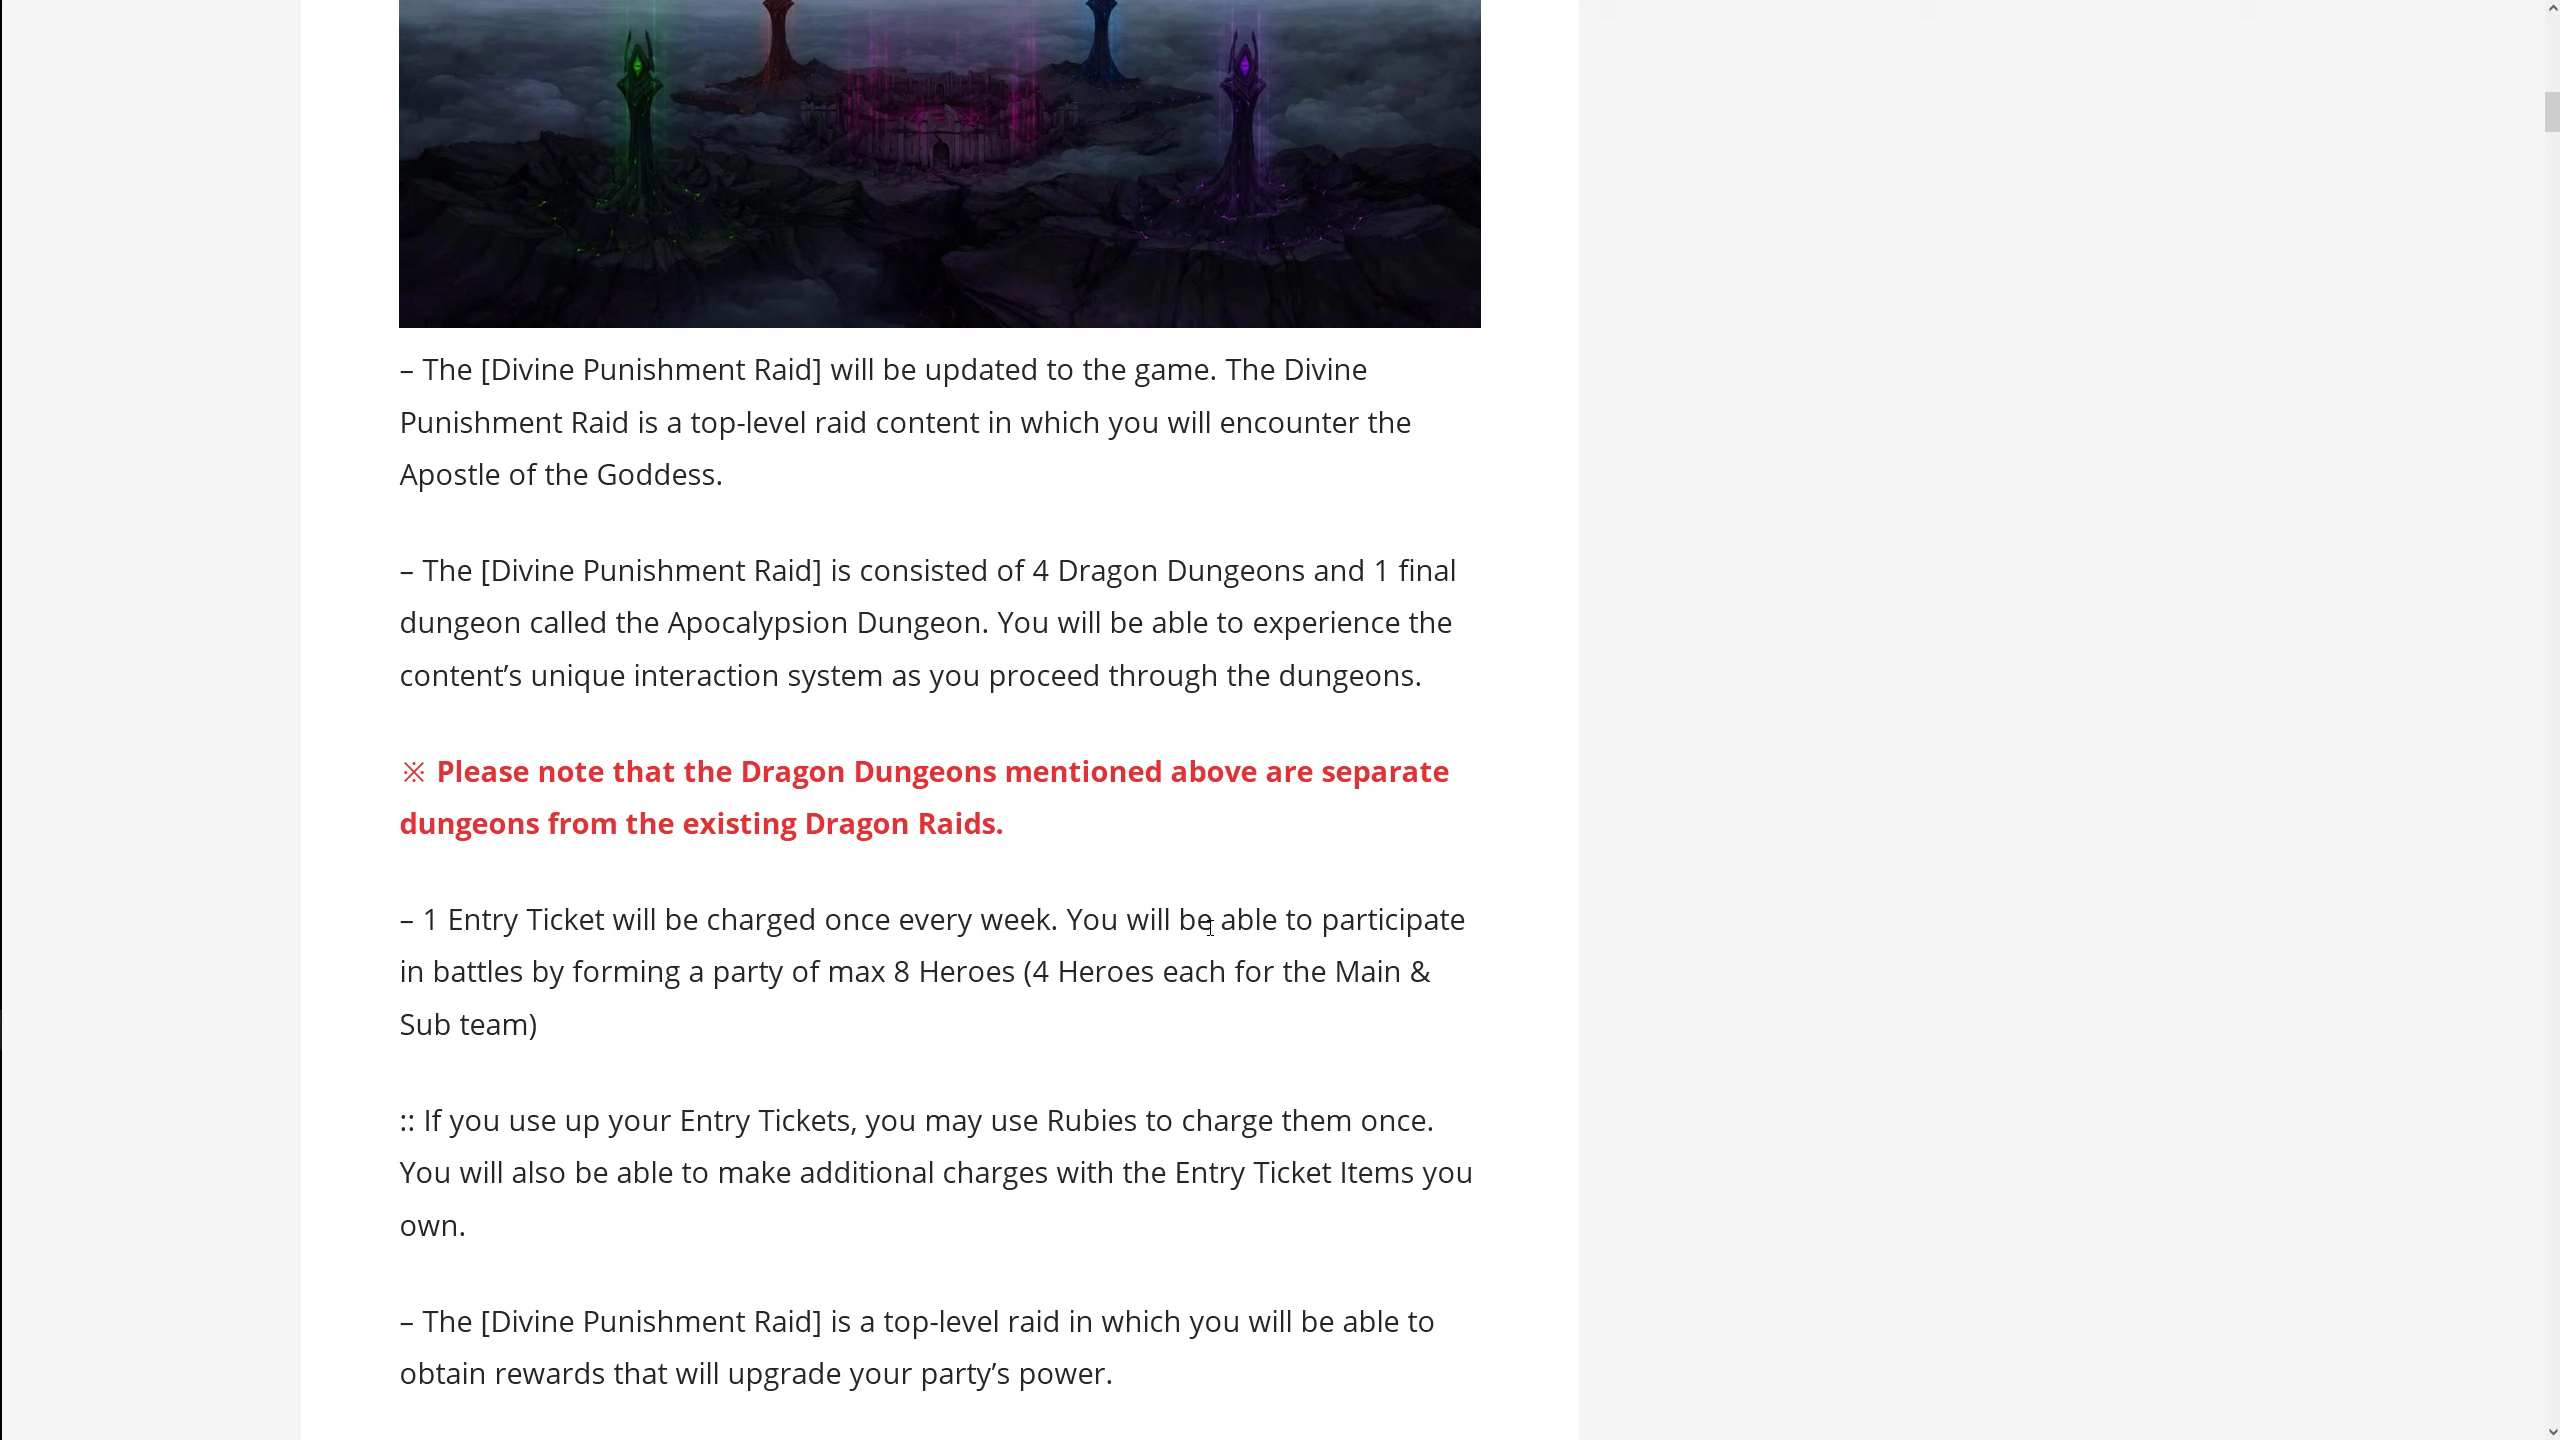 – The [Divine Punishment Raid] will be updated to the game. The Divine
Punishment Raid is a top-level raid content in which you will encounter the
Apostle of the Goddess.
– The [Divine Punishment Raid] is consisted of 4 Dragon Dungeons and 1 final
dungeon called the Apocalypsion Dungeon. You will be able to experience the
content’s unique interaction system as you proceed through the dungeons.
※ Please note that the Dragon Dungeons mentioned above are separate
dungeons from the existing Dragon Raids.
– 1 Entry Ticket will be charged once every week. You will be able to participate
in battles by forming a party of max 8 Heroes (4 Heroes each for the Main &
Sub team)
:: If you use up your Entry Tickets, you may use Rubies to charge them once.
You will also be able to make additional charges with the Entry Ticket Items you
own.
– The [Divine Punishment Raid] is a top-level raid in which you will be able to
obtain rewards that will upgrade your party’s power.